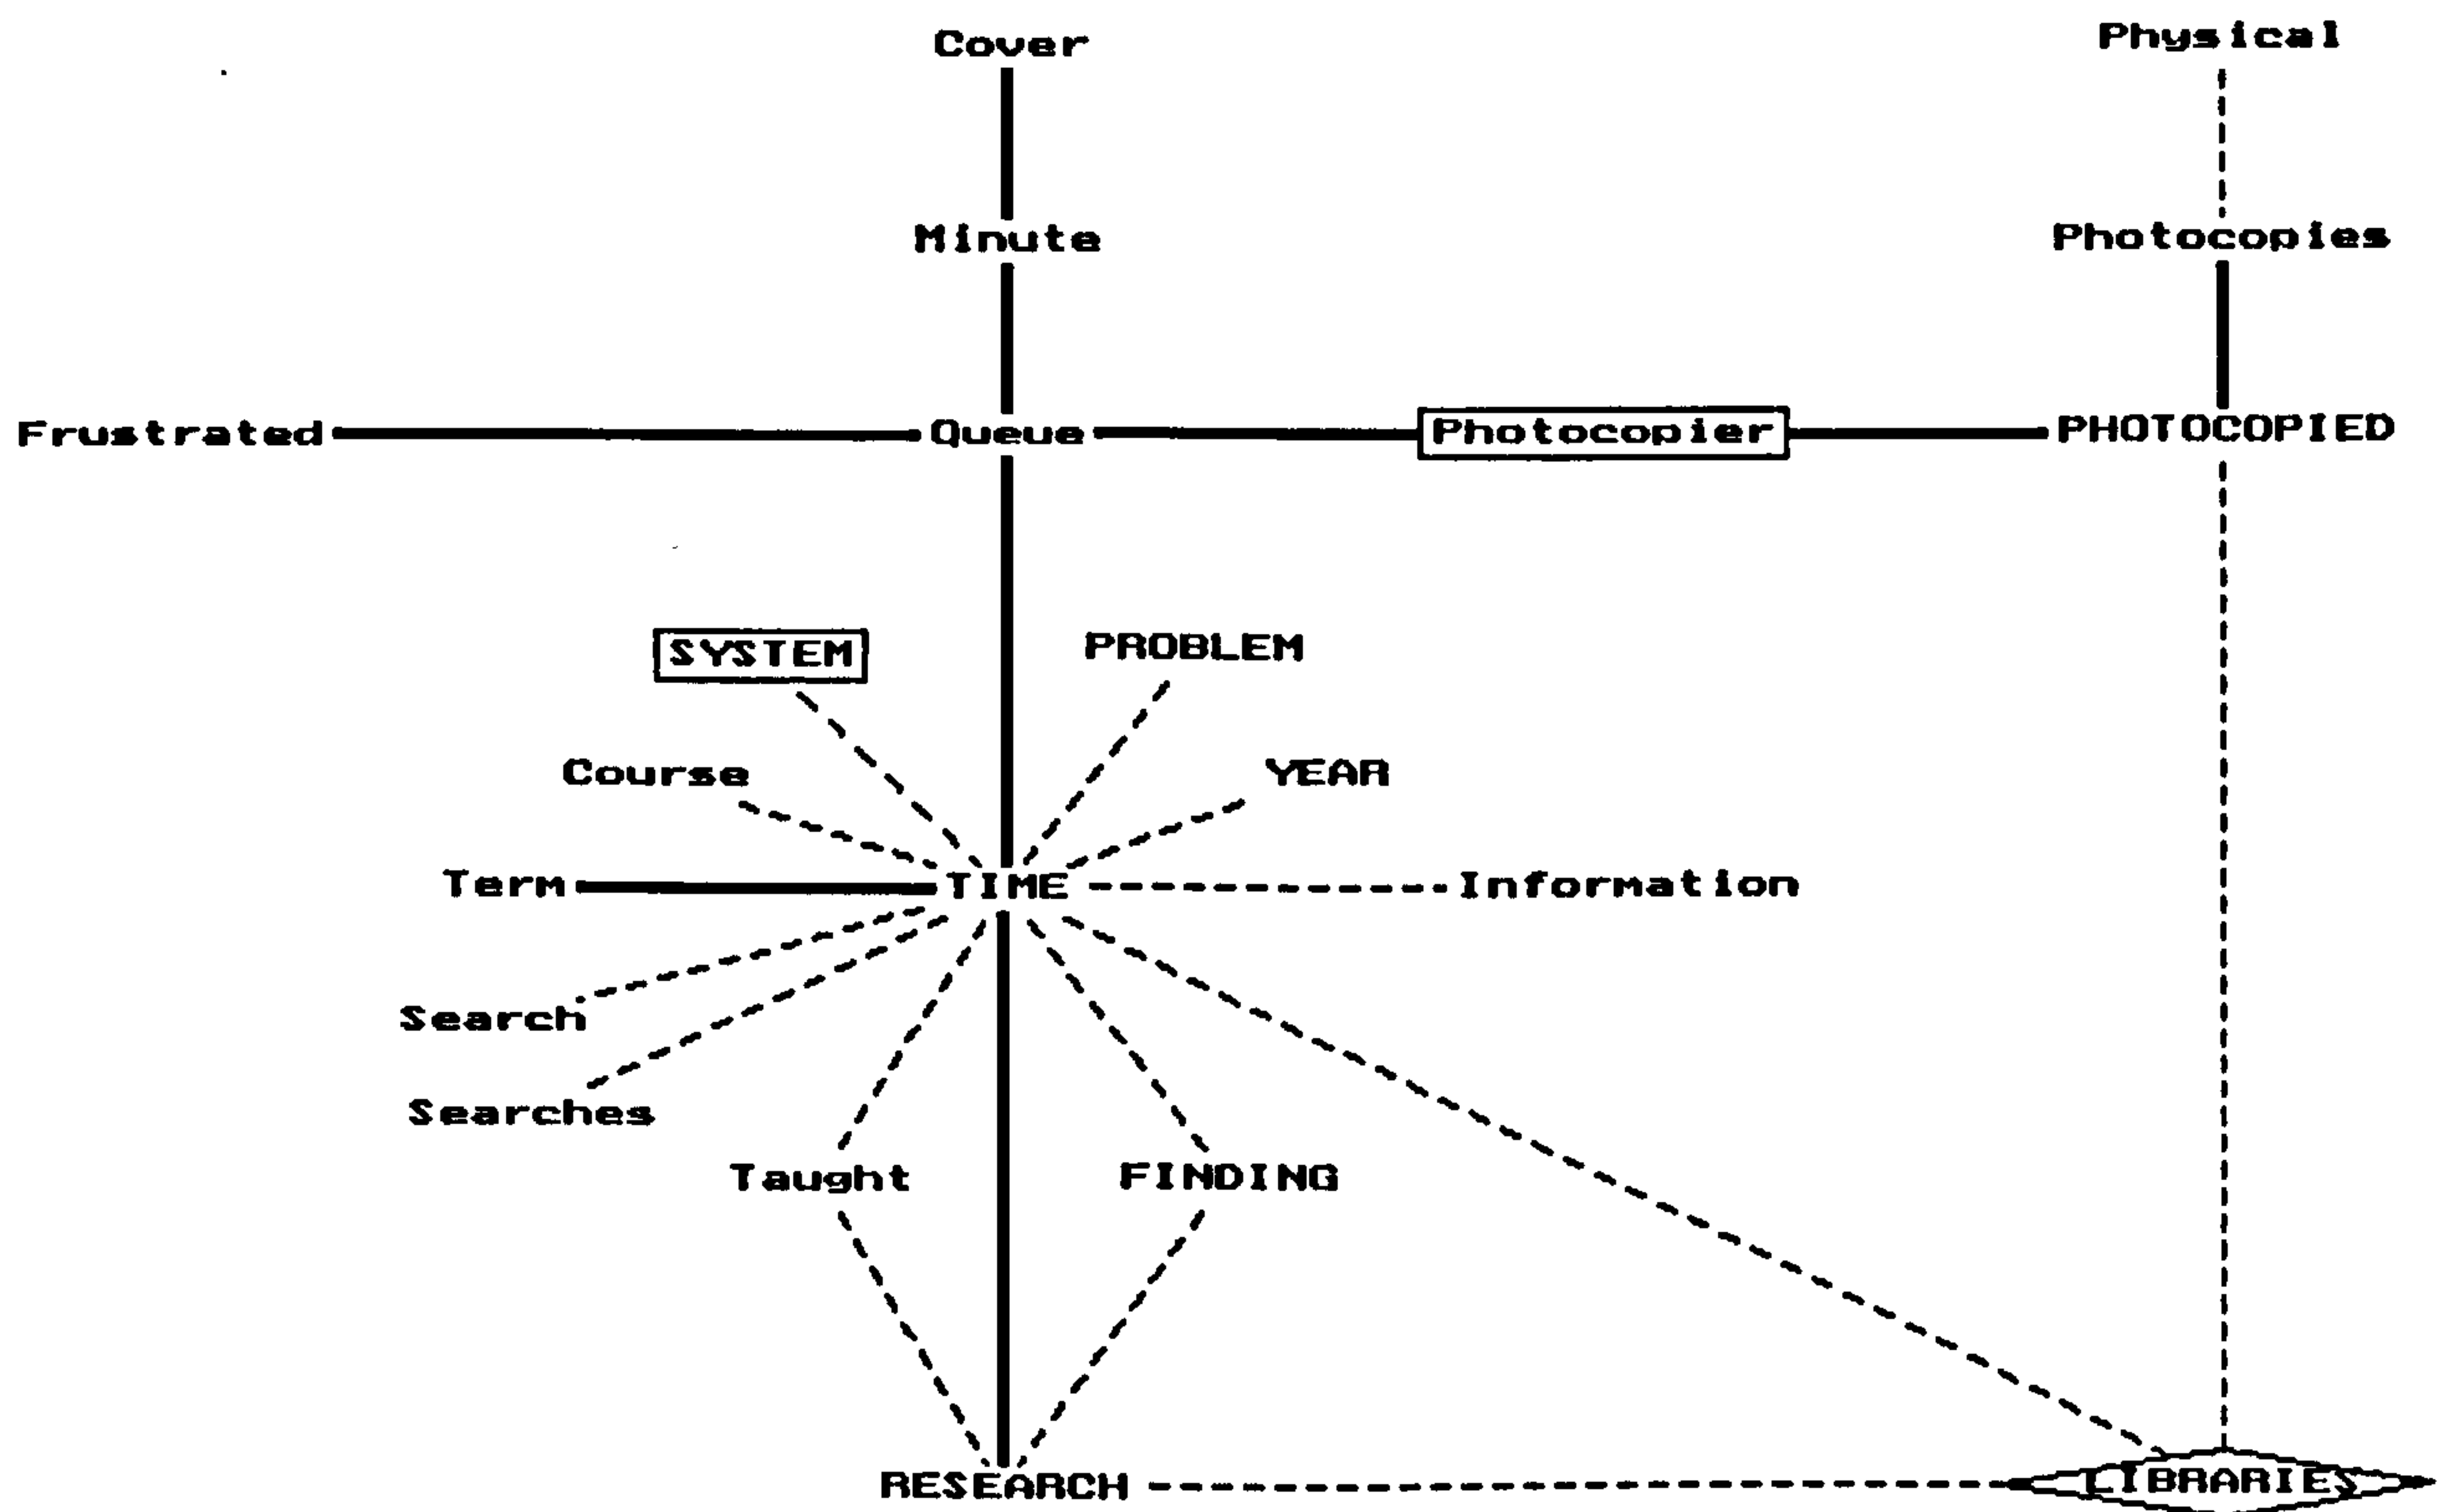 Cover
Physical
Minute
Photocopies
Frustrated
Queue
Photocopier
PHOTOCOPIED
SYSTEM
PROBLEM
Course
YEAR
Term
TIME
Information
Search
Searches
Taught
FINDING
RESEARCH
LIBRARIES